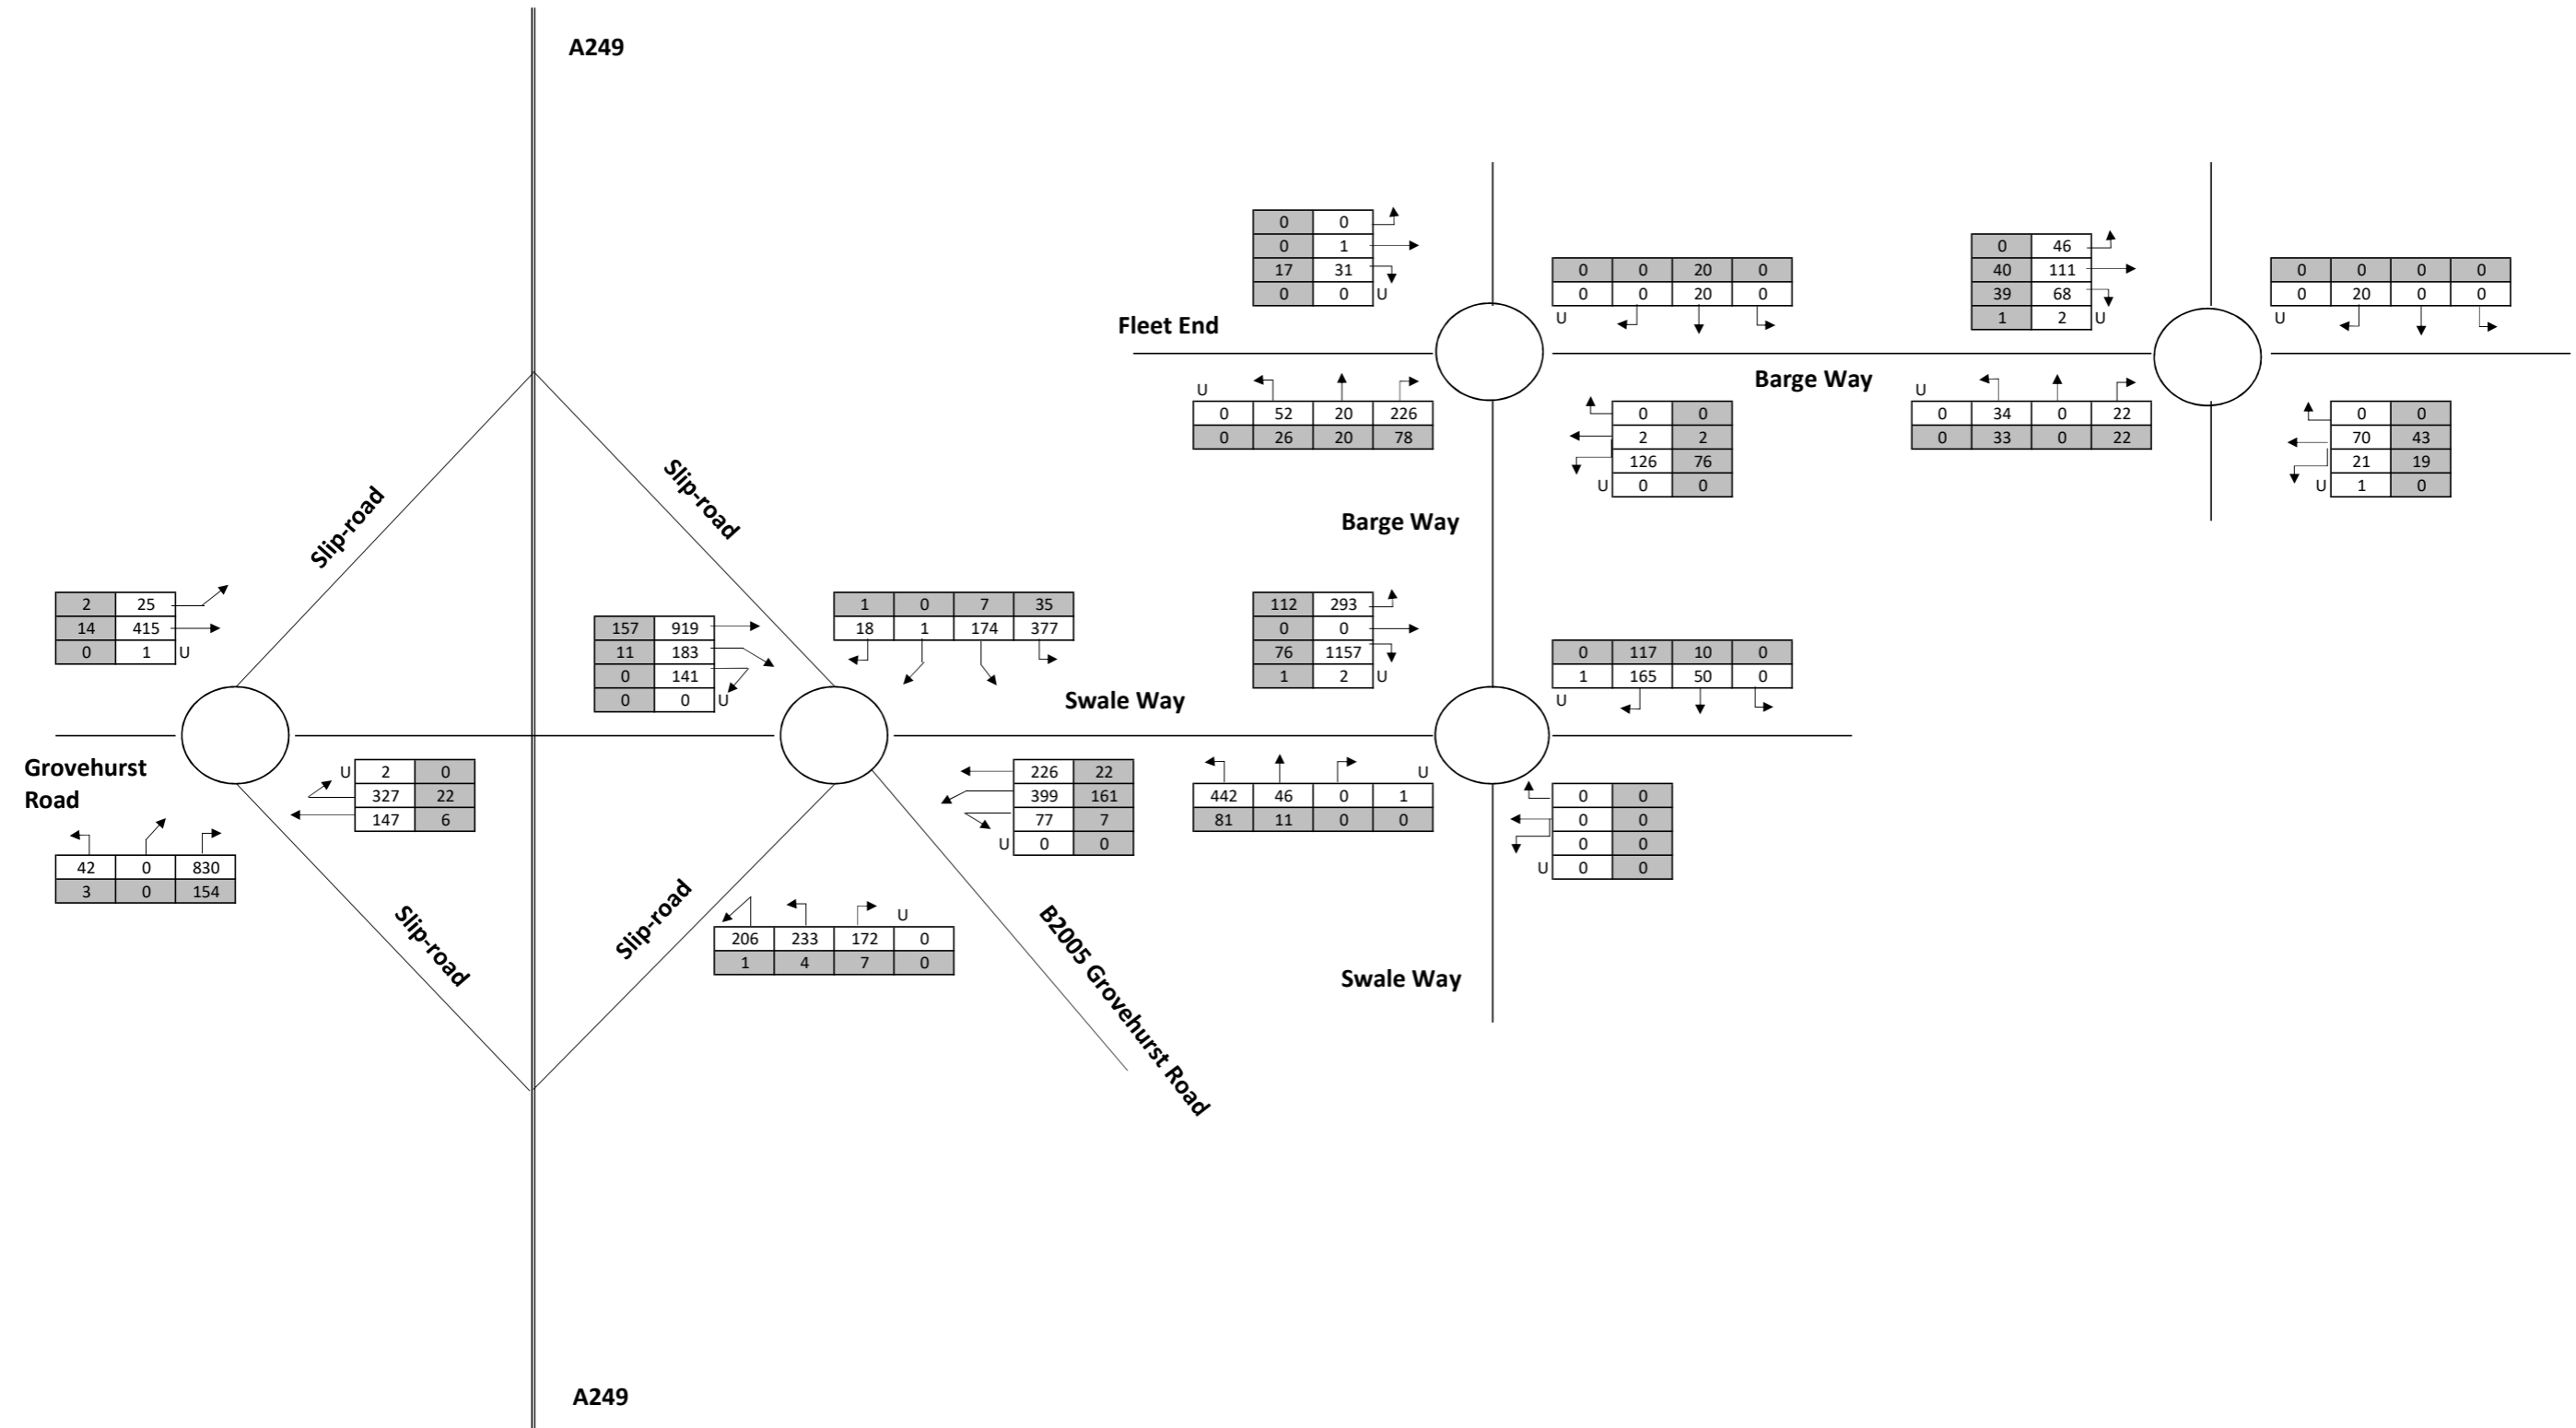 A249
0 0
0 1
17 31
0 0 U
0 0 20 0
0 0 20 0
U
0 46
40 111
39 68
1 2 U
0 0 0 0
0 20 0 0
U
Fleet End
Barge Way
U
0 52 20 226
0 26 20 78
0 0
2 2
126 76
U 0 0
U
0 34 0 22
0 33 0 22
0 0
70 43
21 19
U 1 0
Slip-road
Slip-road
Barge Way
2 25
14 415
0 1 U
157 919
11 183
0 141
0 0 U
1 0 7 35
18 1 174 377
Swale Way
112 293
0 0
76 1157
1 2 U
0 117 10 0
1 165 50 0
U
Grovehurst
Road
U 2 0
327 22
147 6
42 0 830
3 0 154
226 22
399 161
77 7
U 0 0
U
442 46 0 1
81 11 0 0
0 0
0 0
0 0
U 0 0
Slip-road
Slip-road
U
206 233 172 0
1 4 7 0
B2005 Grovehurst Road
Swale Way
A249